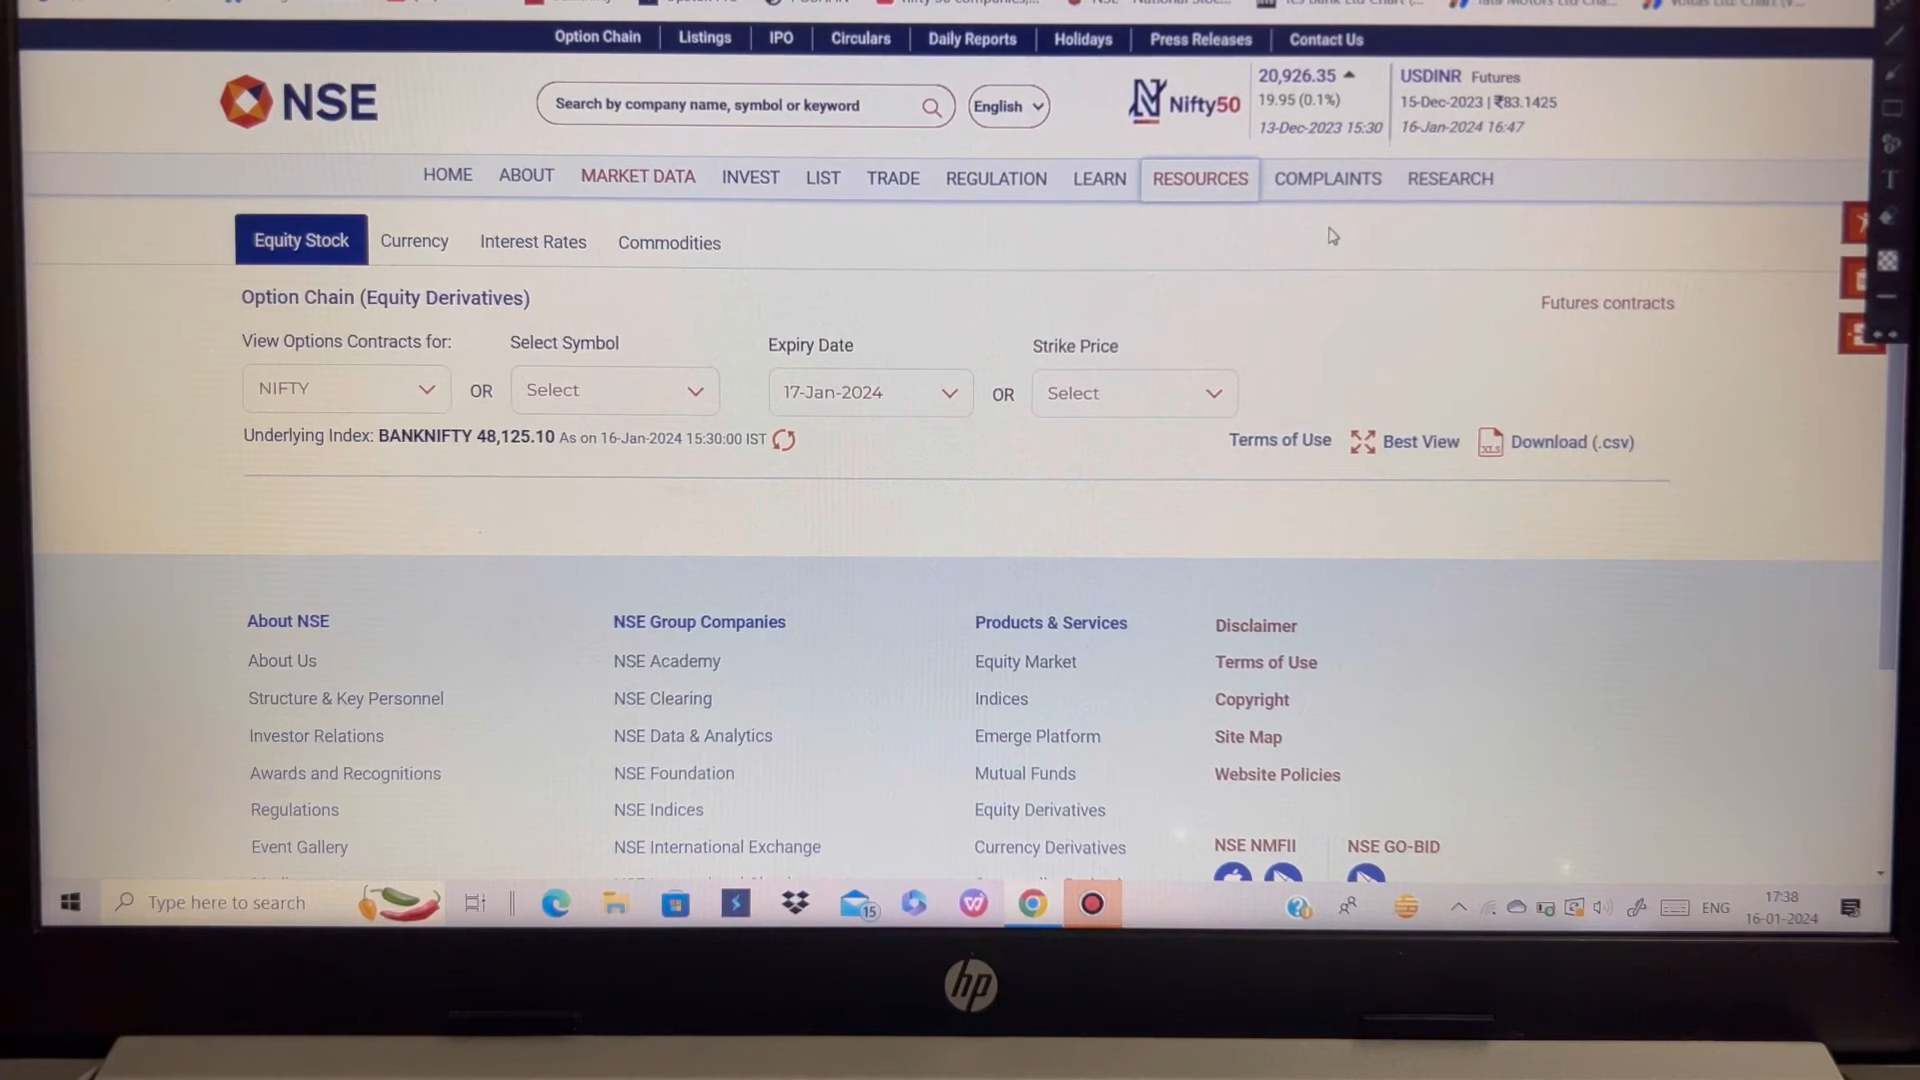 Option Chain Listings IPO Circulars Daily Reports Holidays Press Releases Contact Us
NSE
Search by company name, symbol or keyword
English
Nifty50
20,926.35
19.95 (0.1%)
13-Dec-2023 15:30
USDINR Futures
15-Dec-2023 | ₹83.1425
16-Jan-2024 16:47
HOME ABOUT MARKET DATA INVEST LIST TRADE REGULATION LEARN RESOURCES COMPLAINTS RESEARCH
Equity Stock Currency Interest Rates Commodities
Option Chain (Equity Derivatives)
Futures contracts
View Options Contracts for: Select Symbol Expiry Date Strike Price
NIFTY OR Select 17-Jan-2024 OR Select
Underlying Index: BANKNIFTY 48,125.10 As on 16-Jan-2024 15:30:00 IST
Terms of Use Best View XLS Download (.csv)
About NSE
About Us
Structure & Key Personnel
Investor Relations
Awards and Recognitions
Regulations
Event Gallery
NSE Group Companies
NSE Academy
NSE Clearing
NSE Data & Analytics
NSE Foundation
NSE Indices
NSE International Exchange
Products & Services
Equity Market
Indices
Emerge Platform
Mutual Funds
Equity Derivatives
Currency Derivatives
Disclaimer
Terms of Use
Copyright
Site Map
Website Policies
NSE NMFII NSE GO-BID
Type here to search
15
ENG
17:38
16-01-2024
hp